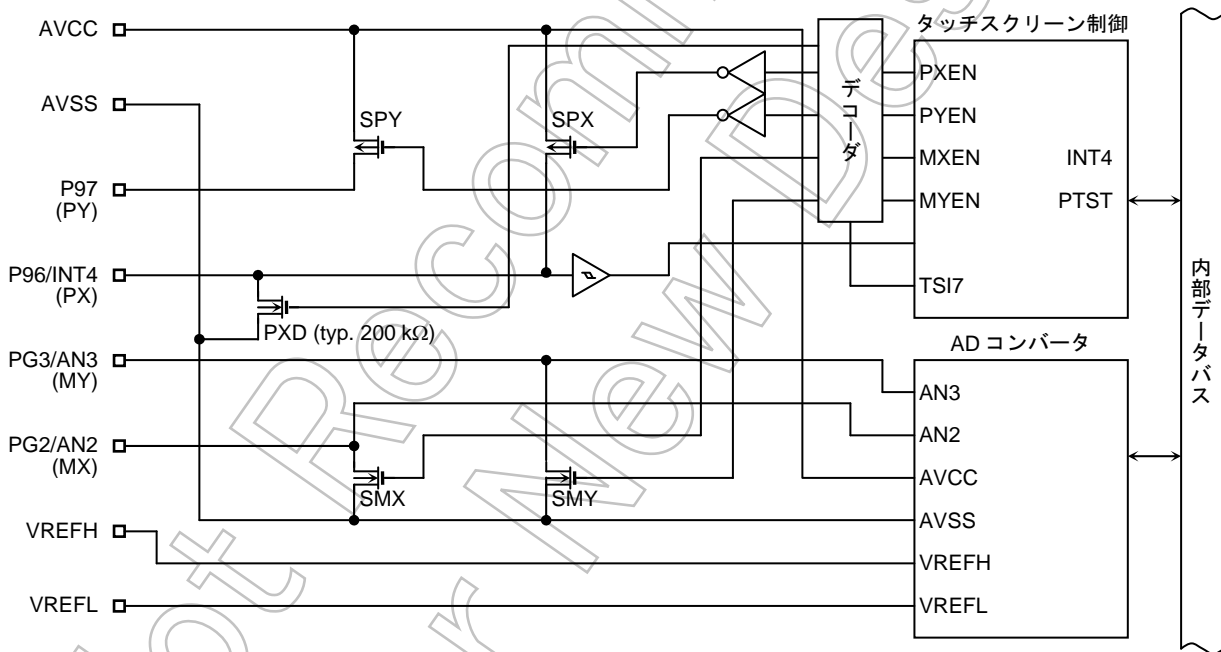 AVCC
AVSS
P97
(PY)
P96/INT4
(PX)
PG3/AN3
(MY)
PG2/AN2
(MX)
VREFH
VREFL
SPY
SPX
PXD (typ. 200 kΩ)
SMX
SMY
デコーダ
タッチスクリーン制御
PXEN
PYEN
MXEN
MYEN
INT4
PTST
TSI7
AD コンバータ
AN3
AN2
AVCC
AVSS
VREFH
VREFL
内部データバス